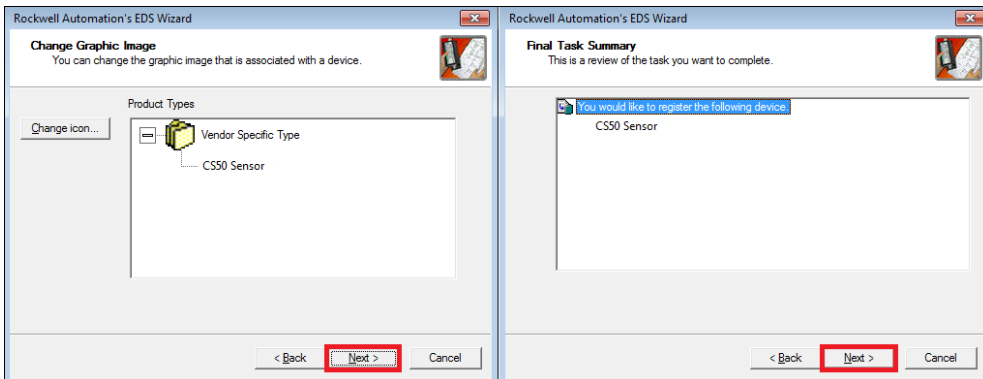 Rockwell Automation's EDS Wizard
Change Graphic Image
You can change the graphic image that is associated with a device.
Product Types
Change icon...
Vendor Specific Type
CS50 Sensor
< Back
Next >
Cancel
Rockwell Automation's EDS Wizard
Final Task Summary
This is a review of the task you want to complete.
You would like to register the following device.
CS50 Sensor
< Back
Next >
Cancel